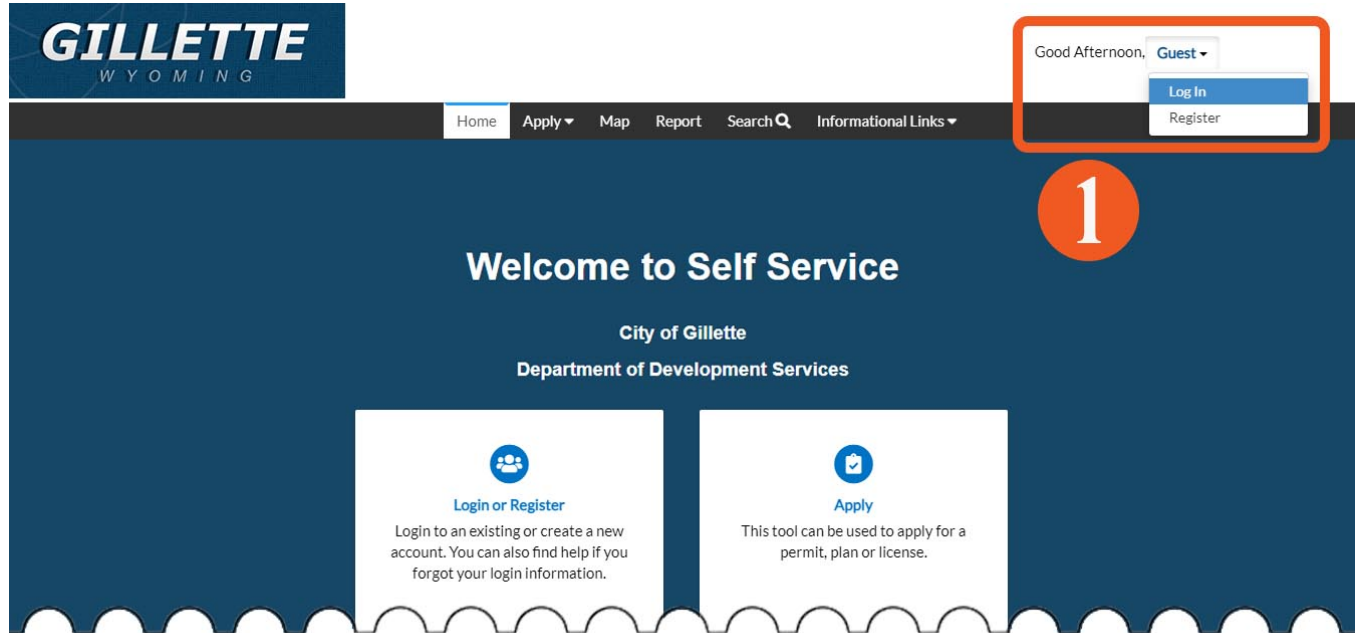 GILLETTE
WYOMING
Good Afternoon, Guest
Log In
Register
Home Apply Map Report Search Informational Links
1
Welcome to Self Service
City of Gillette
Department of Development Services
Login or Register
Login to an existing or create a new
account. You can also find help if you
forgot your login information.
Apply
This tool can be used to apply for a
permit, plan or license.